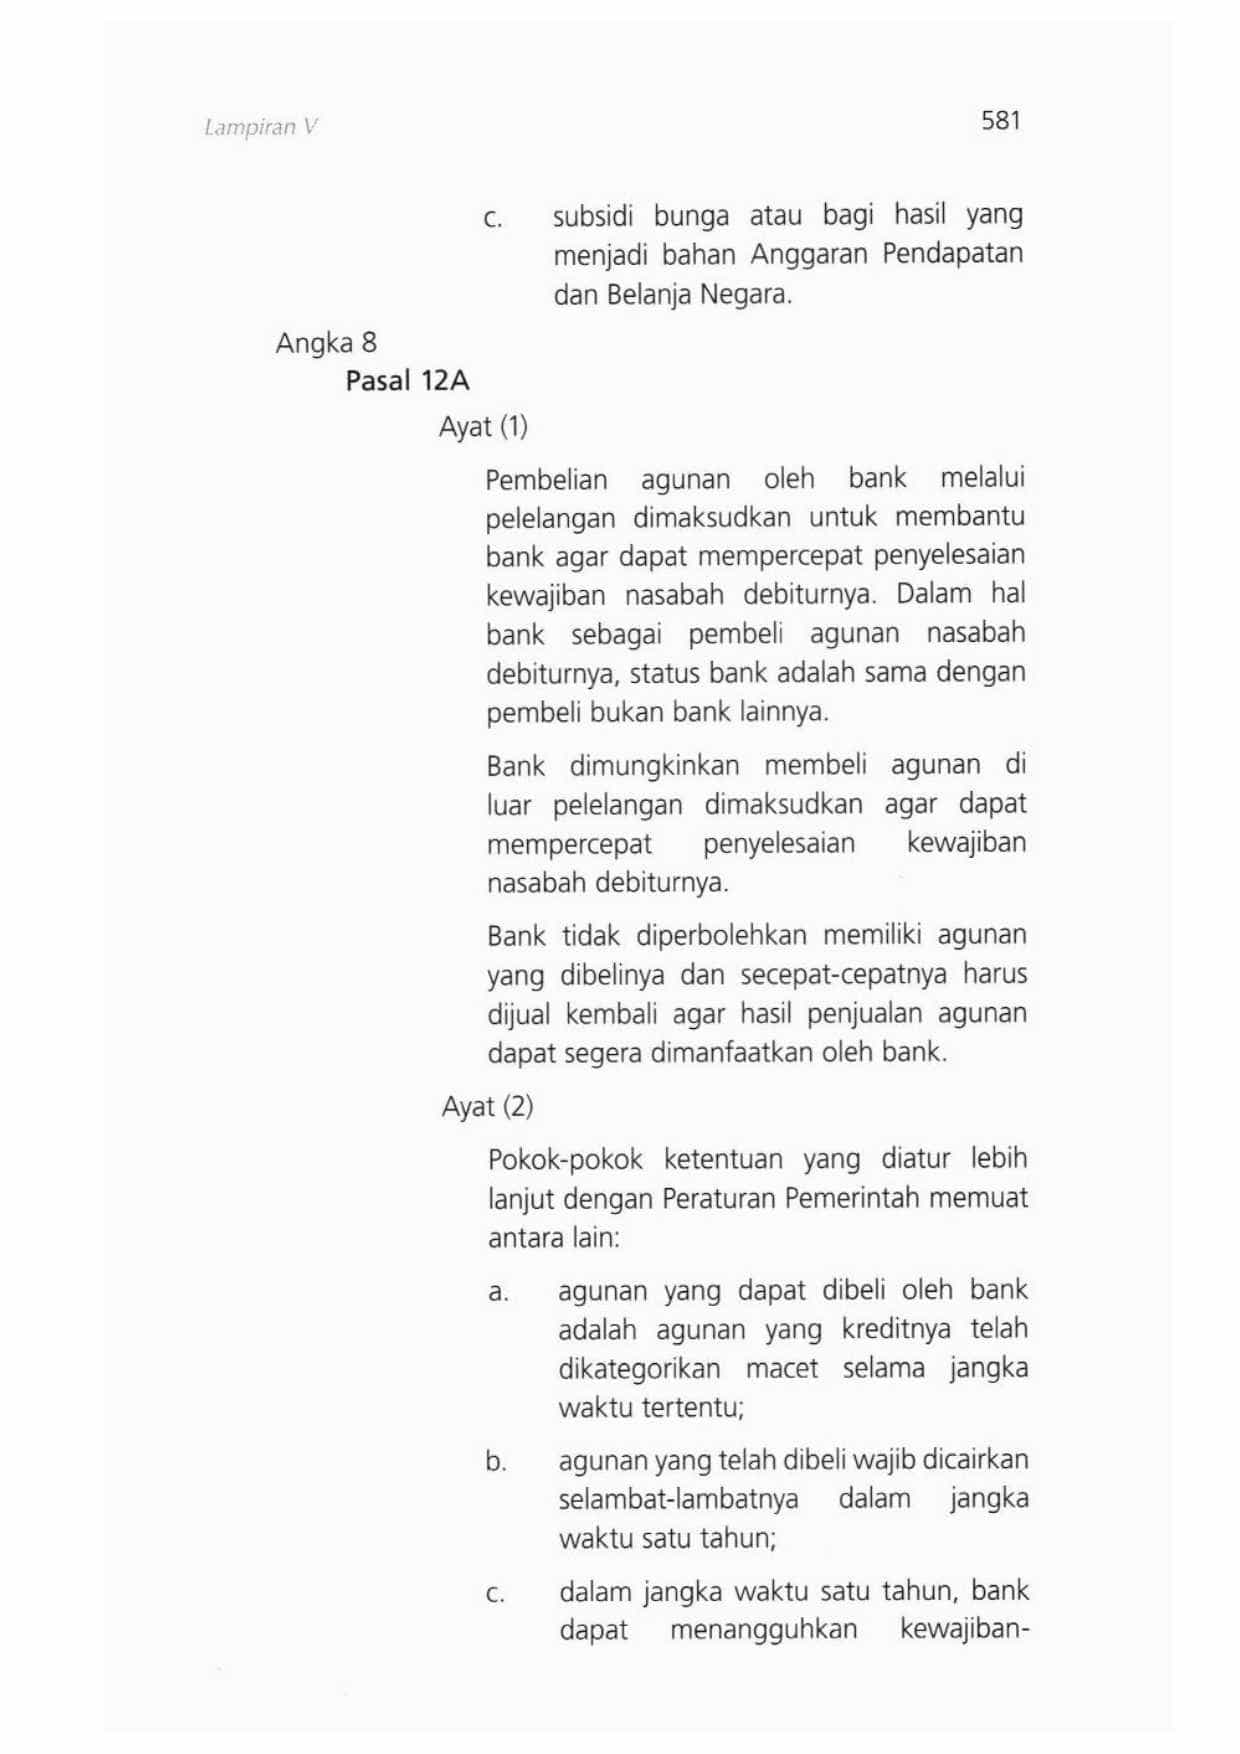 Lampiran V
581
c. subsidi bunga atau bagi hasil yang
menjadi bahan Anggaran Pendapatan
dan Belanja Negara.
Angka 8
Pasal 12A
Ayat (1)
Pembelian agunan oleh bank melalui
pelelangan dimaksudkan untuk membantu
bank agar dapat mempercepat penyelesaian
kewajiban nasabah debiturnya. Dalam hal
bank sebagai pembeli agunan nasabah
debiturnya, status bank adalah sama dengan
pembeli bukan bank lainnya.
Bank dimungkinkan membeli agunan di
luar pelelangan dimaksudkan agar dapat
mempercepat penyelesaian kewajiban
nasabah debiturnya.
Bank tidak diperbolehkan memiliki agunan
yang dibelinya dan secepat-cepatnya harus
dijual kembali agar hasil penjualan agunan
dapat segera dimanfaatkan oleh bank.
Ayat (2)
Pokok-pokok ketentuan yang diatur lebih
lanjut dengan Peraturan Pemerintah memuat
antara lain:
a. agunan yang dapat dibeli oleh bank
adalah agunan yang kreditnya telah
dikategorikan macet selama jangka
waktu tertentu;
b. agunan yang telah dibeli wajib dicairkan
selambat-lambatnya dalam jangka
waktu satu tahun;
c. dalam jangka waktu satu tahun, bank
dapat menangguhkan kewajiban-